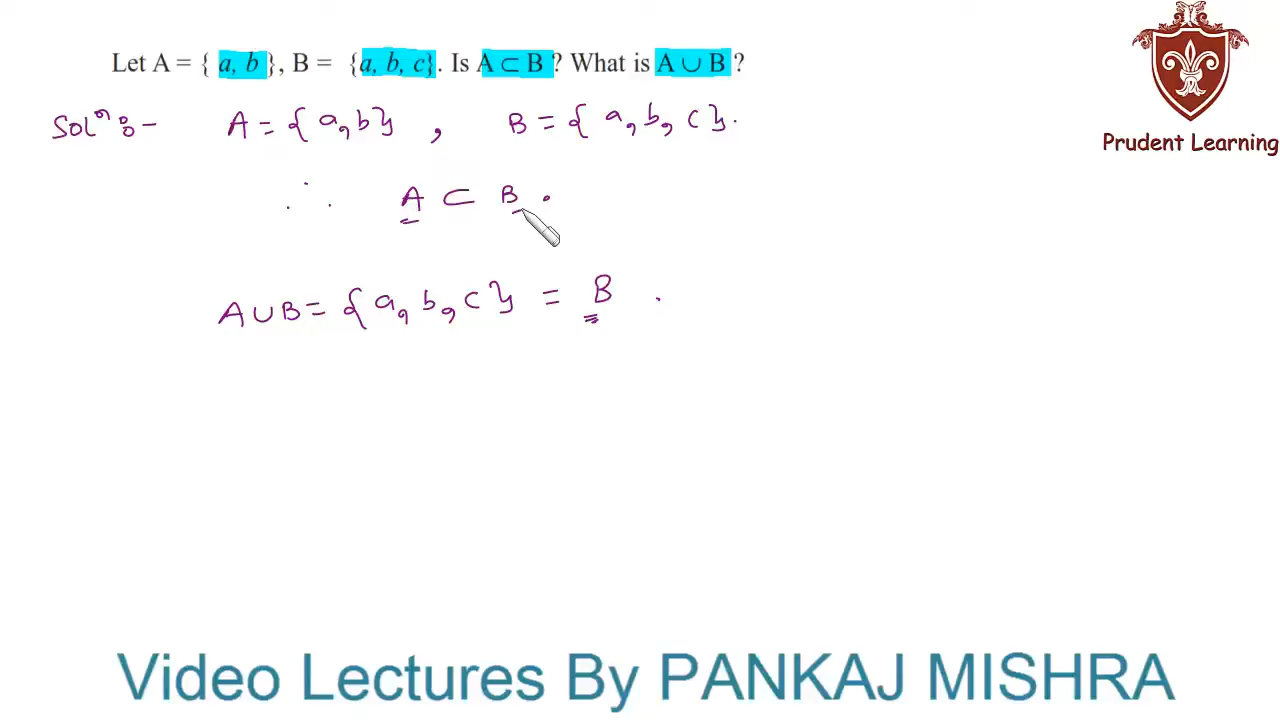 Let A = { a, b }, B = {a, b, c}. Is A ⊂ B ? What is A ∪ B ?
Prudent Learning
Solⁿ :- A = { a, b } , B = { a, b, c }.
∴ A ⊂ B .
A ∪ B = { a, b, c } = B .
Video Lectures By PANKAJ MISHRA